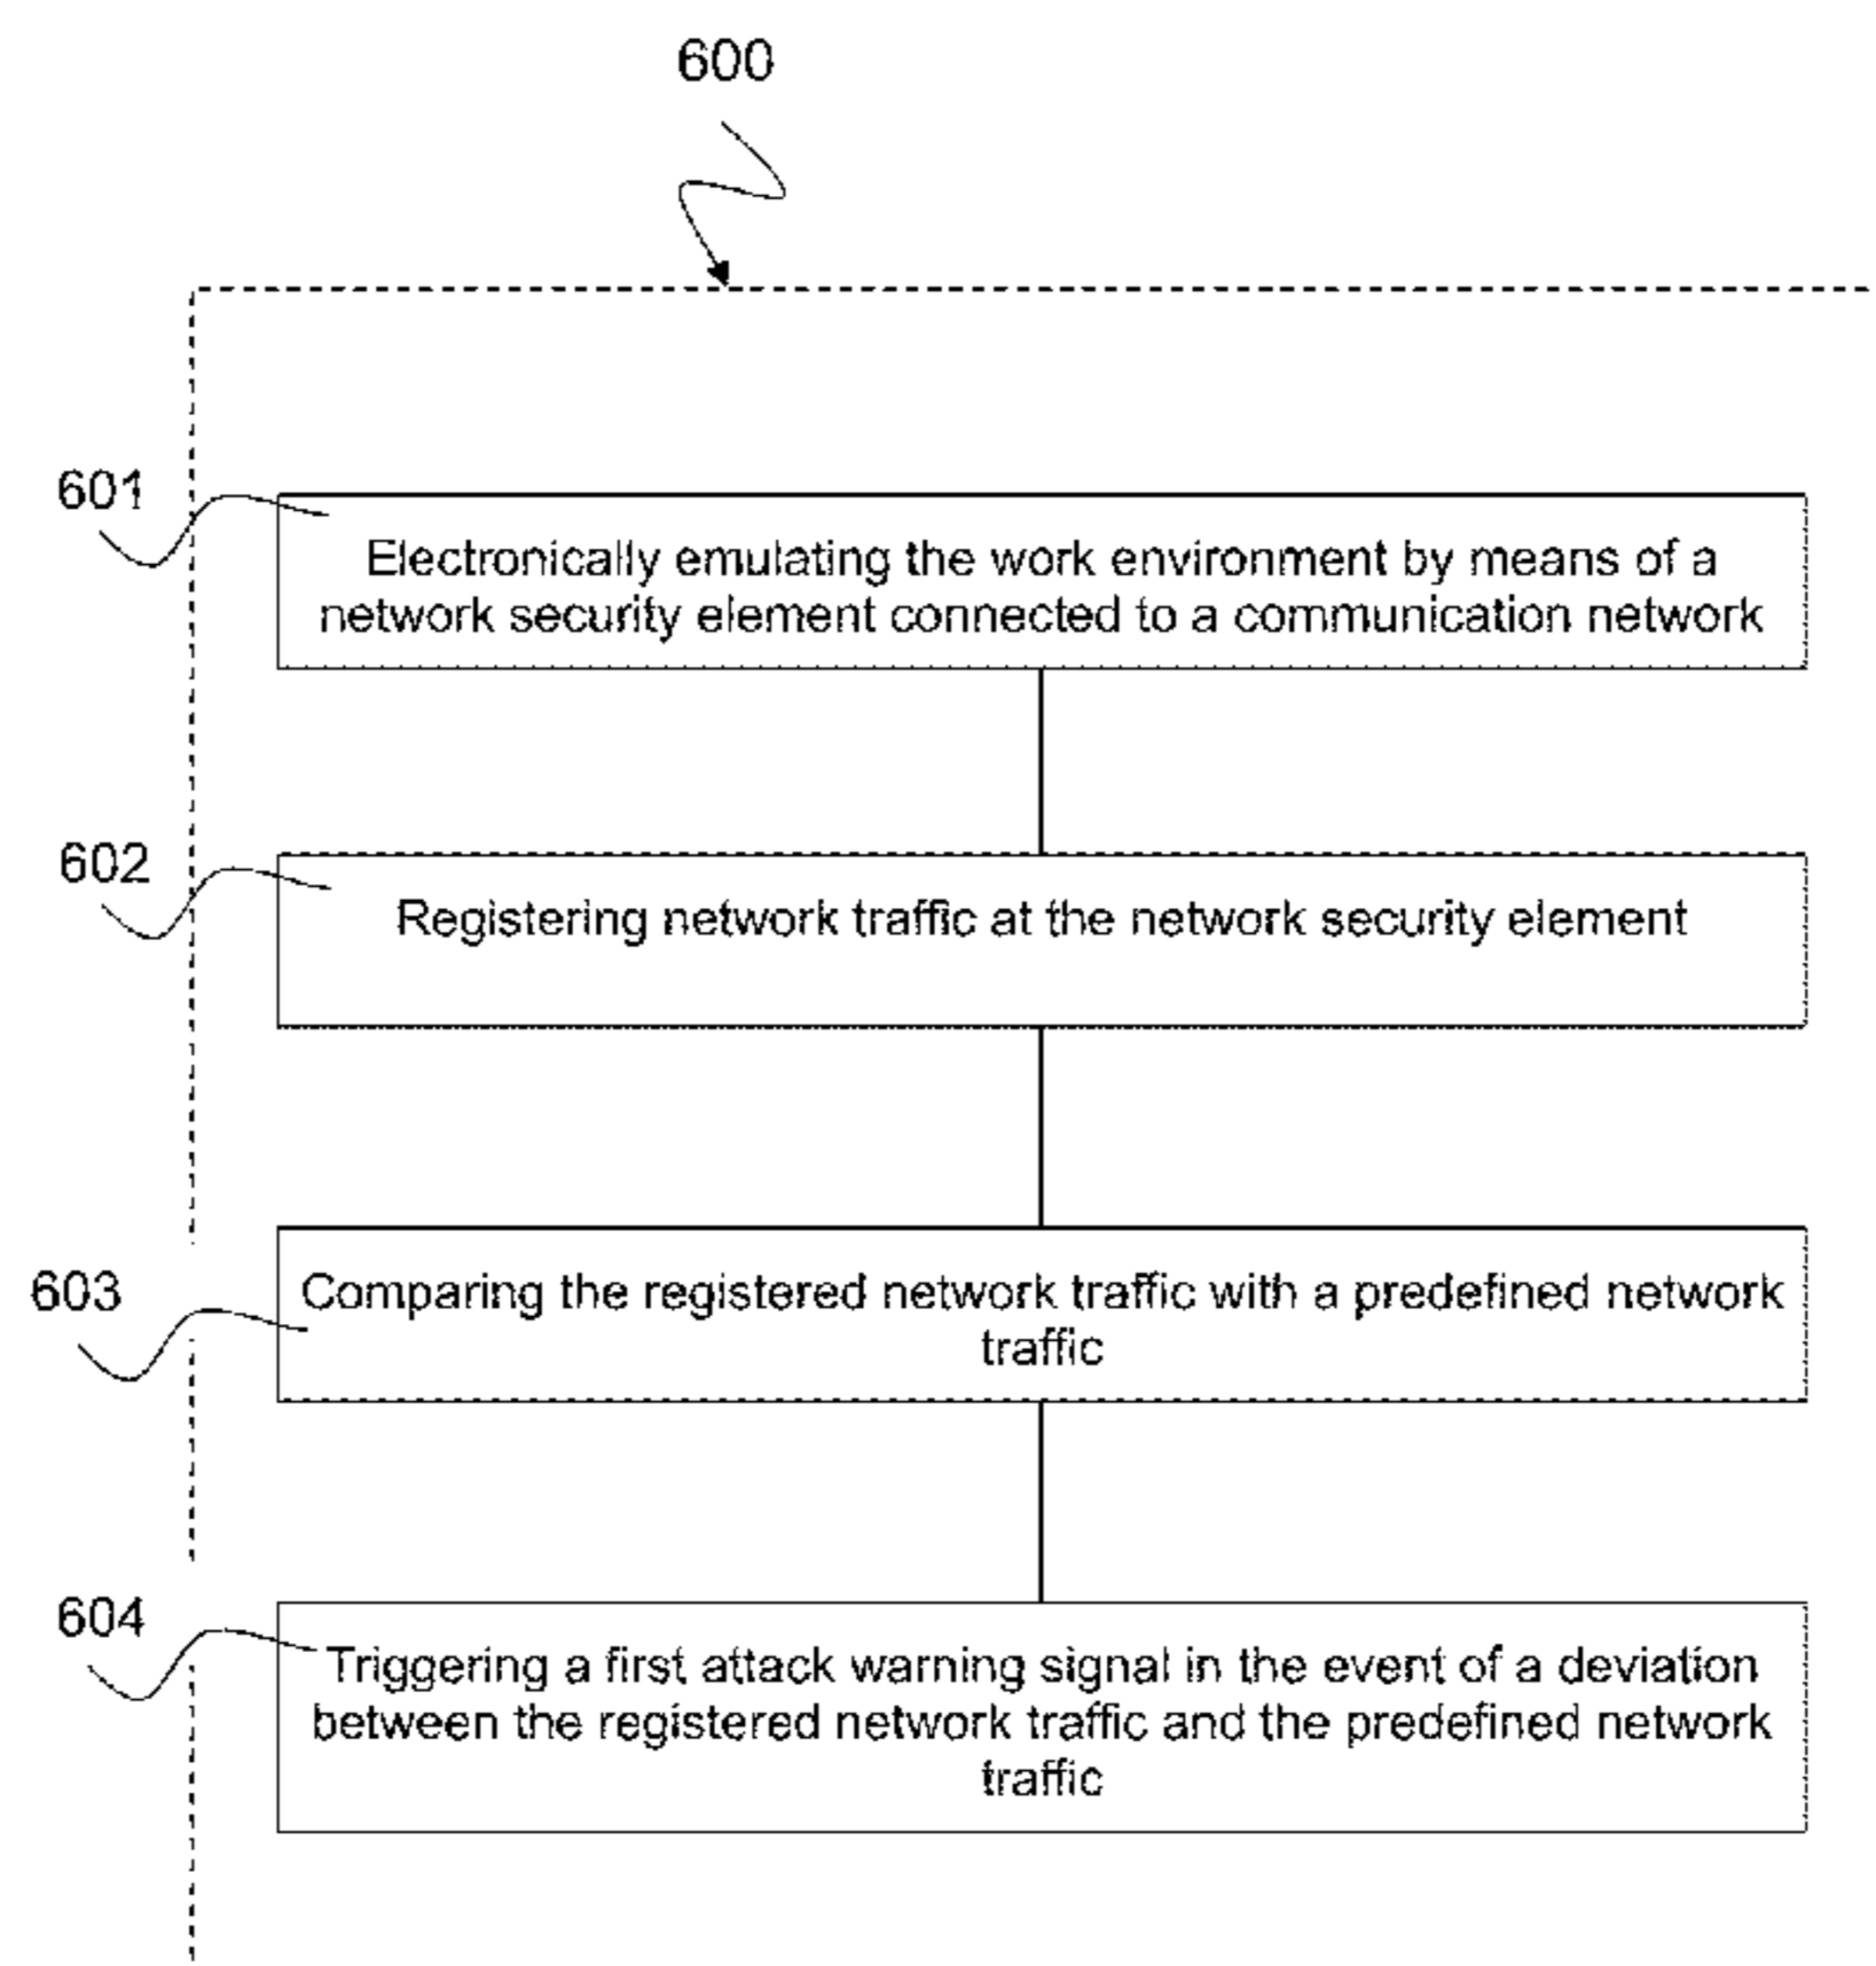 600
601
Electronically emulating the work environment by means of a
network security element connected to a communication network
602
Registering network traffic at the network security element
603
Comparing the registered network traffic with a predefined network
traffic
604
Triggering a first attack warning signal in the event of a deviation
between the registered network traffic and the predefined network
traffic